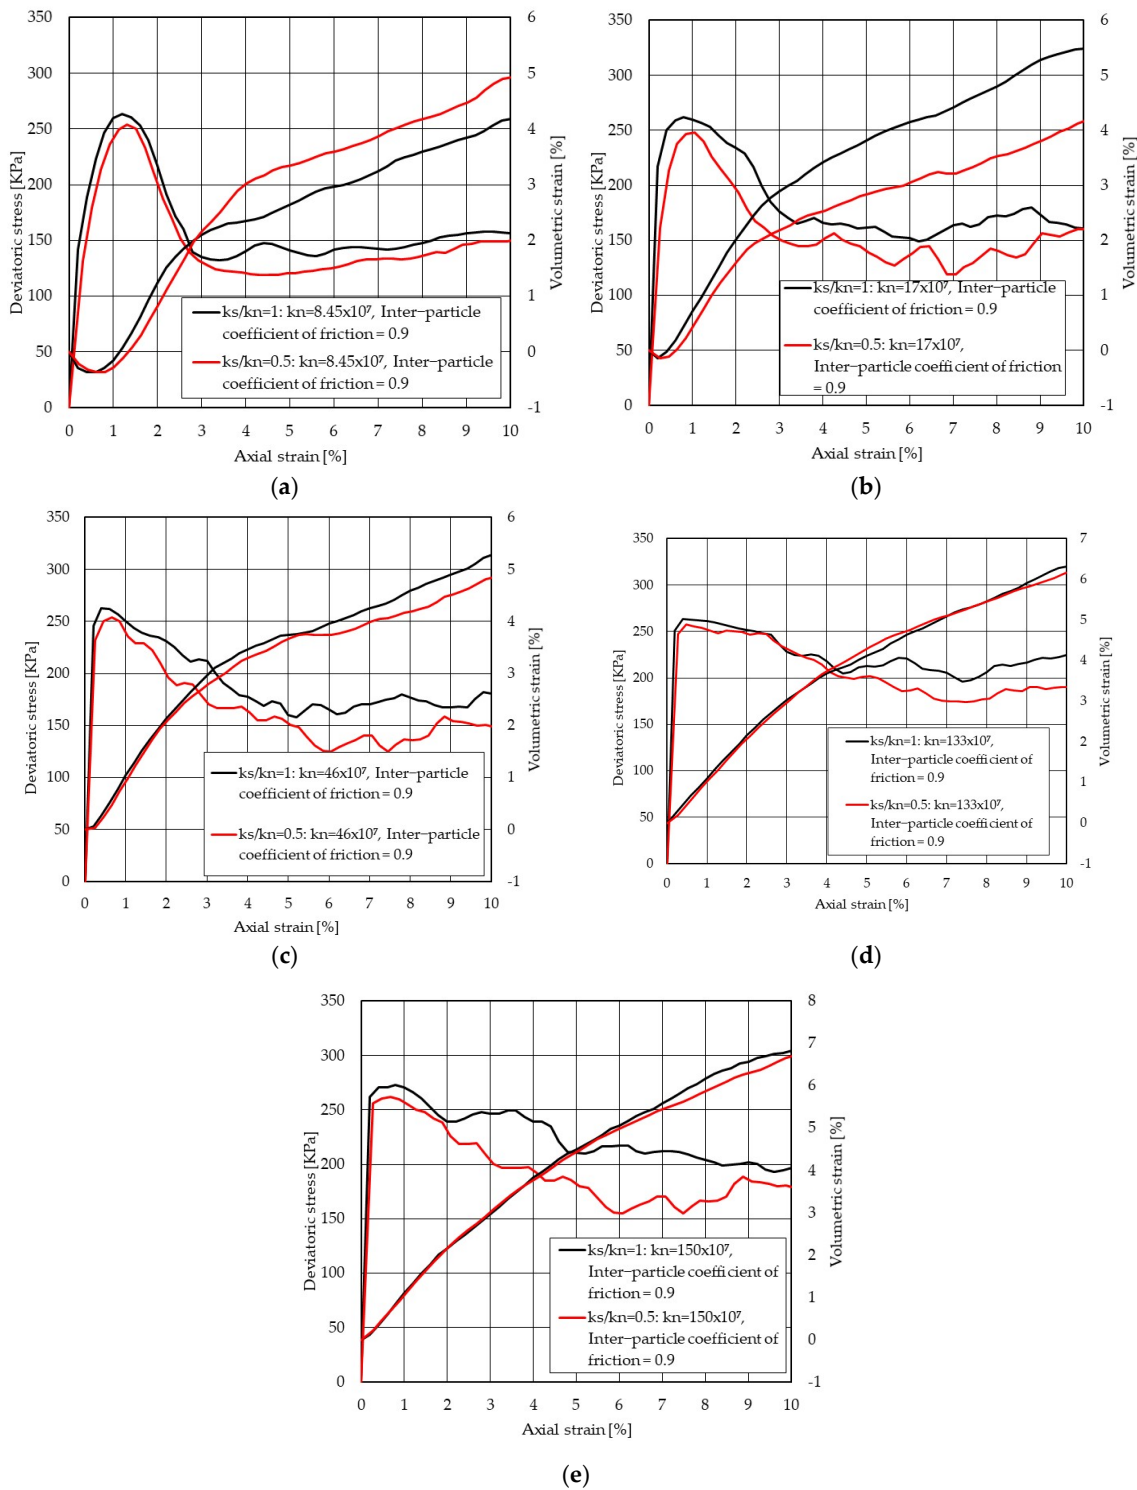 350
300
250
200
150
100
50
0
Deviatoric stress [KPa]
6
5
4
3
2
1
0
-1
Volumetric strain [%]
ks/kn=1: kn=8.45x10⁷, Inter−particle
coefficient of friction = 0.9
ks/kn=0.5: kn=8.45x10⁷, Inter−particle
coefficient of friction = 0.9
0 1 2 3 4 5 6 7 8 9 10
Axial strain [%]
(a)
350
300
250
200
150
100
50
0
Deviatoric stress [KPa]
6
5
4
3
2
1
0
-1
Volumetric strain [%]
ks/kn=1: kn=17x10⁷, Inter−particle
coefficient of friction = 0.9
ks/kn=0.5: kn=17x10⁷,
Inter−particle coefficient of friction
= 0.9
0 1 2 3 4 5 6 7 8 9 10
Axial strain [%]
(b)
350
300
250
200
150
100
50
0
Deviatoric stress [KPa]
6
5
4
3
2
1
0
-1
Volumetric strain [%]
ks/kn=1: kn=46x10⁷, Inter−particle
coefficient of friction = 0.9
ks/kn=0.5: kn=46x10⁷, Inter−particle
coefficient of friction = 0.9
0 1 2 3 4 5 6 7 8 9 10
Axial strain [%]
(c)
350
300
250
200
150
100
50
0
Deviatoric stress [KPa]
7
6
5
4
3
2
1
0
-1
Volumetric strain [%]
ks/kn=1: kn=133x10⁷,
Inter−particle coefficient of
friction = 0.9
ks/kn=0.5: kn=133x10⁷,
Inter−particle coefficient of
friction = 0.9
0 1 2 3 4 5 6 7 8 9 10
Axial strain [%]
(d)
350
300
250
200
150
100
50
0
Deviatoric stress [KPa]
8
7
6
5
4
3
2
1
0
-1
Volumetric strain [%]
ks/kn=1: kn=150x10⁷,
Inter−particle coefficient of
friction = 0.9
ks/kn=0.5: kn=150x10⁷,
Inter−particle coefficient of
friction = 0.9
0 1 2 3 4 5 6 7 8 9 10
Axial strain [%]
(e)